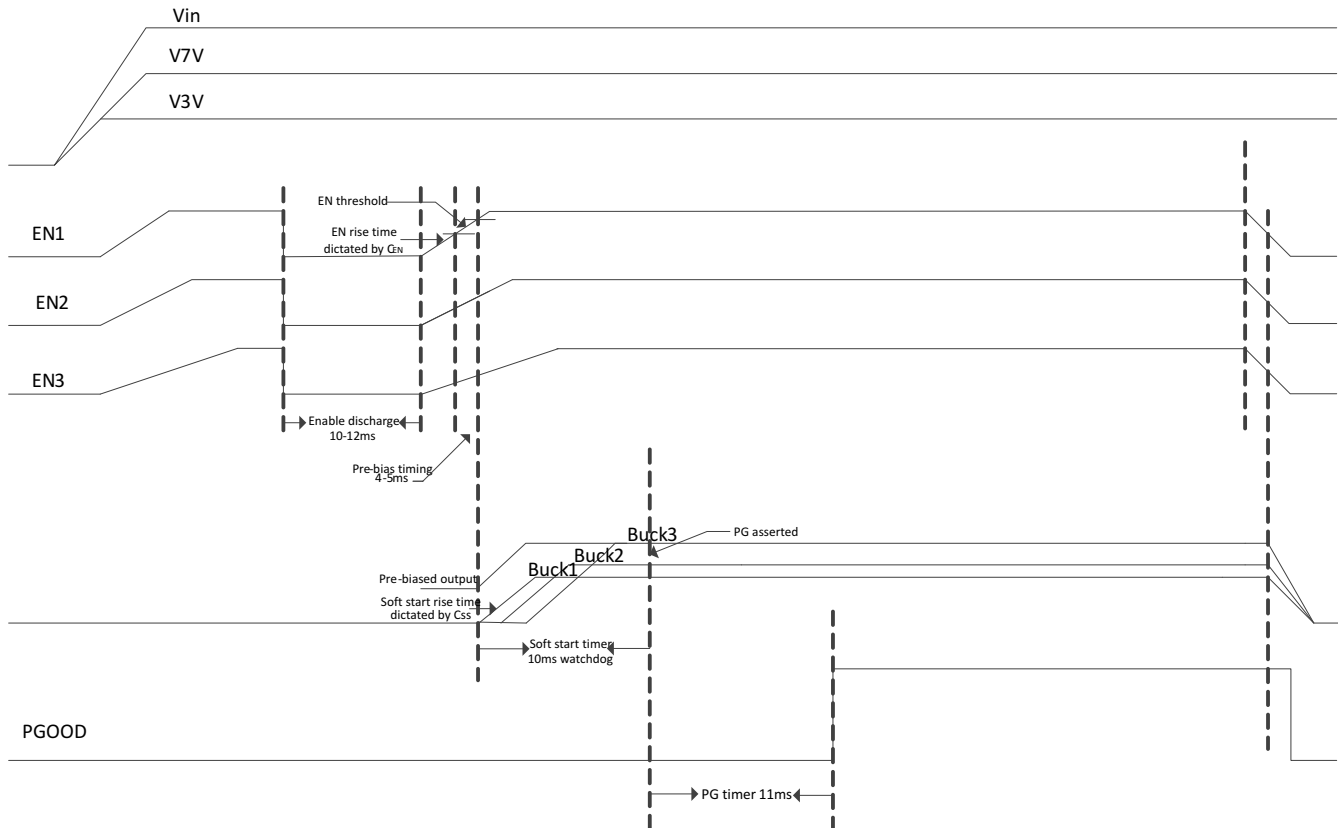 Vin
V7V
V3V
EN threshold
EN1
EN rise time
dictated by CEN
EN2
EN3
Enable discharge
10-12ms
Pre-bias timing
4-5ms
Buck3
PG asserted
Buck2
Buck1
Pre-biased output
Soft start rise time
dictated by Css
Soft start timer
10ms watchdog
PGOOD
PG timer 11ms